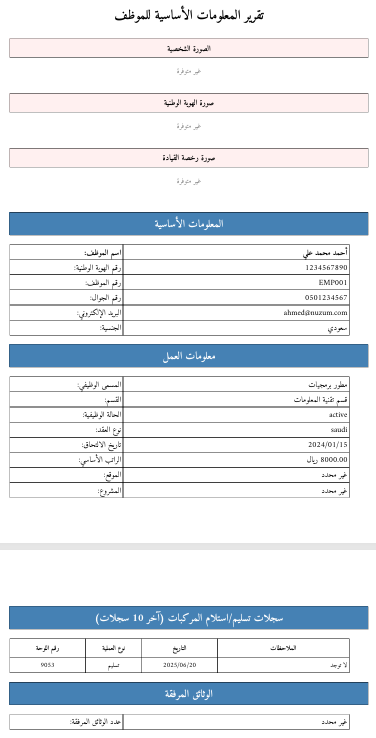 تقرير المعلومات الأساسية للموظف
الصورة الشخصية
غير متوفرة
صورة الهوية الوطنية
غير متوفرة
صورة رخصة القيادة
غير متوفرة
المعلومات الأساسية
اسم الموظف: أحمد محمد علي
رقم الهوية الوطنية: 1234567890
رقم الموظف: EMP001
رقم الجوال: 0501234567
البريد الإلكتروني: ahmed@nuzum.com
الجنسية: سعودي
معلومات العمل
المسمى الوظيفي: مطور برمجيات
القسم: قسم تقنية المعلومات
الحالة الوظيفية: active
نوع العقد: saudi
تاريخ الالتحاق: 2024/01/15
الراتب الأساسي: 8000.00 ريال
الموقع: غير محدد
المشروع: غير محدد
سجلات تسليم/استلام المركبات (آخر 10 سجلات)
الملاحظات التاريخ نوع العملية رقم اللوحة
لا توجد 2025/06/20 تسليم 9053
الوثائق المرفقة
عدد الوثائق المرفقة: غير محدد